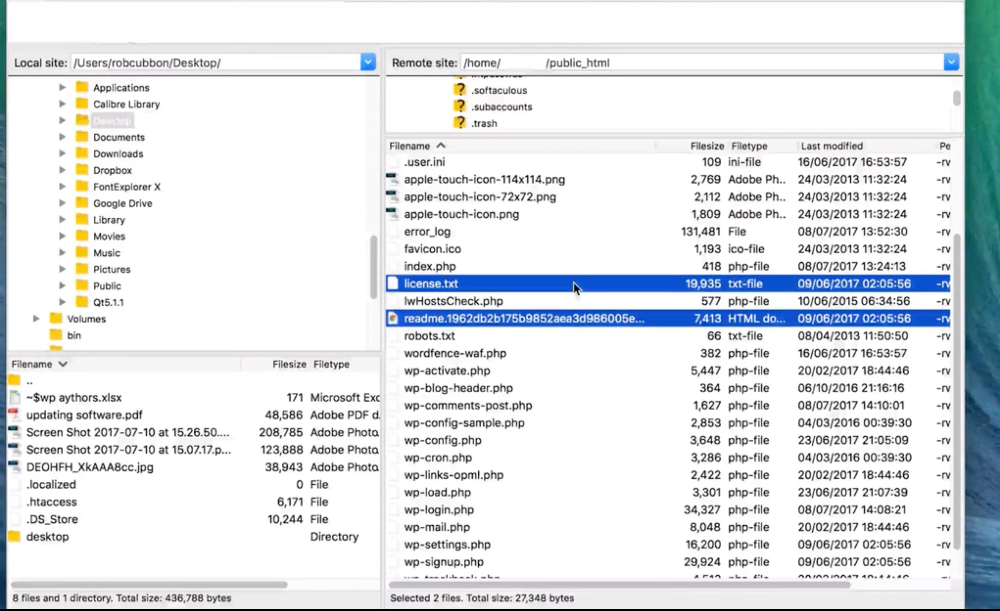 Local site: /Users/robcubbon/Desktop/
Applications
Calibre Library
Desktop
Documents
Downloads
Dropbox
FontExplorer X
Google Drive
Library
Movies
Music
Pictures
Public
Qt5.1.1
Volumes
bin
Filename Filesize Filetype
..
~$wp aythors.xlsx 171 Microsoft Exc
updating software.pdf 48,586 Adobe PDF d.
Screen Shot 2017-07-10 at 15.26.50.... 208,785 Adobe Photo
Screen Shot 2017-07-10 at 15.07.17.p... 123,888 Adobe Photo
DEOHFH_XkAAA8cc.jpg 38,943 Adobe Photo
.localized 0 File
.htaccess 6,171 File
.DS_Store 10,244 File
desktop Directory
8 files and 1 directory. Total size: 436,788 bytes
Remote site: /home/ /public_html
.softaculous
.subaccounts
.trash
Filename Filesize Filetype Last modified Pe
.user.ini 109 ini-file 16/06/2017 16:53:57 -rv
apple-touch-icon-114x114.png 2,769 Adobe Ph.. 24/03/2013 11:32:24 -rv
apple-touch-icon-72x72.png 2,112 Adobe Ph.. 24/03/2013 11:32:24 -rv
apple-touch-icon.png 1,809 Adobe Ph.. 24/03/2013 11:32:24 -rv
error_log 131,481 File 08/07/2017 13:52:30 -rv
favicon.ico 1,193 ico-file 24/03/2013 11:32:24 -rv
index.php 418 php-file 08/07/2017 13:24:13 -rv
license.txt 19,935 txt-file 09/06/2017 02:05:56 -rv
lwHostsCheck.php 577 php-file 10/06/2015 06:34:56 -rv
readme.1962db2b175b9852aea3d986005e... 7,413 HTML do... 09/06/2017 02:05:56 -rv
robots.txt 66 txt-file 08/04/2013 11:50:50 -rv
wordfence-waf.php 382 php-file 16/06/2017 16:53:57 -rv
wp-activate.php 5,447 php-file 20/02/2017 18:44:46 -rv
wp-blog-header.php 364 php-file 06/10/2016 21:16:16 -rv
wp-comments-post.php 1,627 php-file 08/07/2017 14:10:01 -rv
wp-config-sample.php 2,853 php-file 04/03/2016 00:39:30 -rv
wp-config.php 3,648 php-file 23/06/2017 21:05:09 -rv
wp-cron.php 3,286 php-file 04/03/2016 00:39:30 -rv
wp-links-opml.php 2,422 php-file 20/02/2017 18:44:46 -rv
wp-load.php 3,301 php-file 23/06/2017 21:07:39 -rv
wp-login.php 34,327 php-file 08/07/2017 14:08:21 -rv
wp-mail.php 8,048 php-file 20/02/2017 18:44:46 -rv
wp-settings.php 16,200 php-file 09/06/2017 02:05:56 -rv
wp-signup.php 29,924 php-file 09/06/2017 02:05:56 -rv
Selected 2 files. Total size: 27,348 bytes